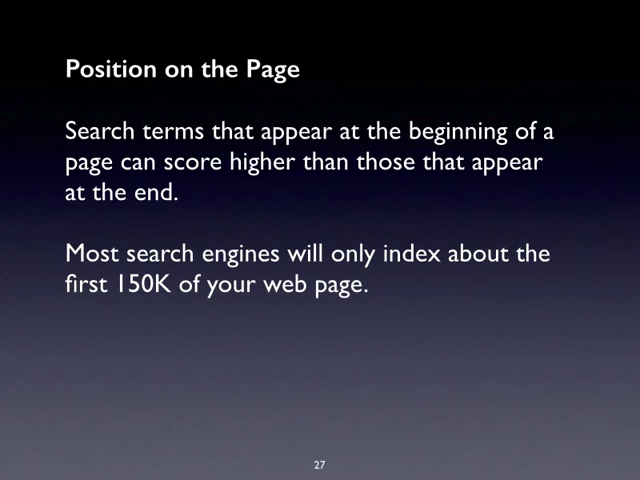 Position on the Page
Search terms that appear at the beginning of a
page can score higher than those that appear
at the end.
Most search engines will only index about the
first 150K of your web page.
27